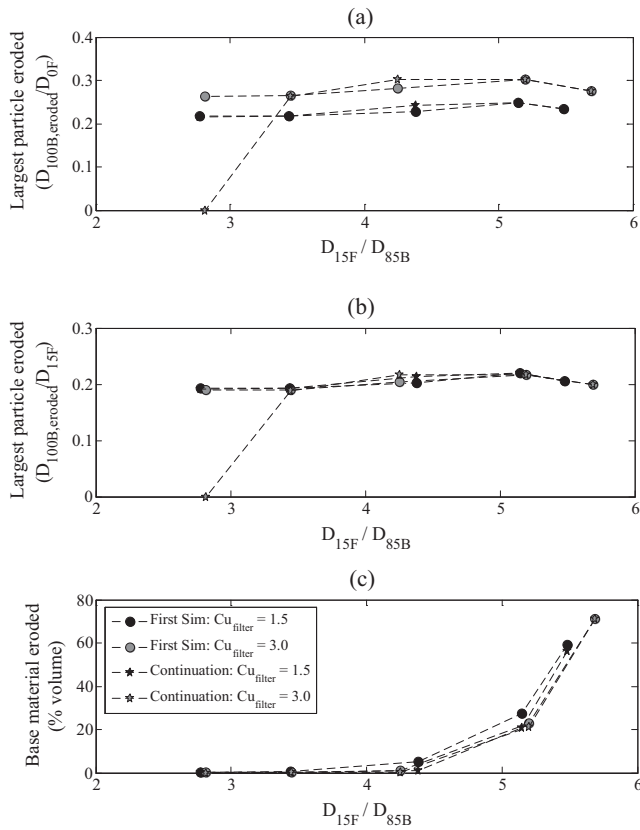 (a)
Largest particle eroded
(D100B,eroded/D0F)
0.4
0.3
0.2
0.1
0
2
3
4
5
6
D15F / D85B
(b)
Largest particle eroded
(D100B,eroded/D15F)
0.3
0.2
0.1
0
2
3
4
5
6
D15F / D85B
(c)
Base material eroded
(% volume)
80
60
40
20
0
First Sim: Cufilter = 1.5
First Sim: Cufilter = 3.0
Continuation: Cufilter = 1.5
Continuation: Cufilter = 3.0
2
3
4
5
6
D15F / D85B